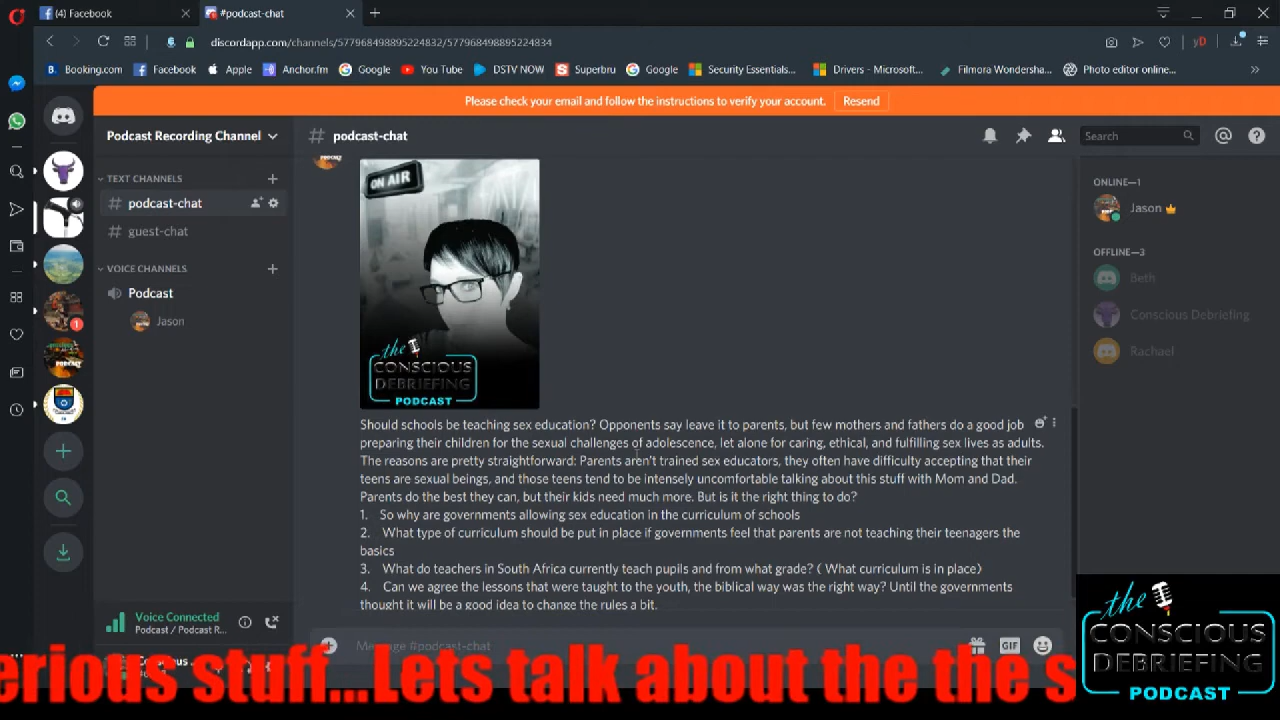 (4) Facebook
#podcast-chat
discordapp.com/channels/577968498895224832/577968498895224834
Booking.com
Facebook
Apple
Anchor.fm
Google
You Tube
DSTV NOW
Superbru
Google
Security Essentials...
Drivers - Microsoft...
Filmora Wondersha...
Photo editor online...
Please check your email and follow the instructions to verify your account.
Resend
Podcast Recording Channel
podcast-chat
Search
TEXT CHANNELS
podcast-chat
guest-chat
VOICE CHANNELS
Podcast
Jason
ONLINE—1
Jason
OFFLINE—3
Beth
Conscious Debriefing
Rachael
ON AIR
the
CONSCIOUS
DEBRIEFING
PODCAST
Should schools be teaching sex education? Opponents say leave it to parents, but few mothers and fathers do a good job
preparing their children for the sexual challenges of adolescence, let alone for caring, ethical, and fulfilling sex lives as adults.
The reasons are pretty straightforward: Parents aren't trained sex educators, they often have difficulty accepting that their
teens are sexual beings, and those teens tend to be intensely uncomfortable talking about this stuff with Mom and Dad.
Parents do the best they can, but their kids need much more. But is it the right thing to do?
1. So why are governments allowing sex education in the curriculum of schools
2. What type of curriculum should be put in place if governments feel that parents are not teaching their teenagers the
basics
3. What do teachers in South Africa currently teach pupils and from what grade? ( What curriculum is in place)
4. Can we agree the lessons that were taught to the youth, the biblical way was the right way? Until the governments
thought it will be a good idea to change the rules a bit.
Voice Connected
Podcast / Podcast R...
Message #podcast-chat
GIF
erious stuff...Lets talk about the the s
the
CONSCIOUS
DEBRIEFING
PODCAST